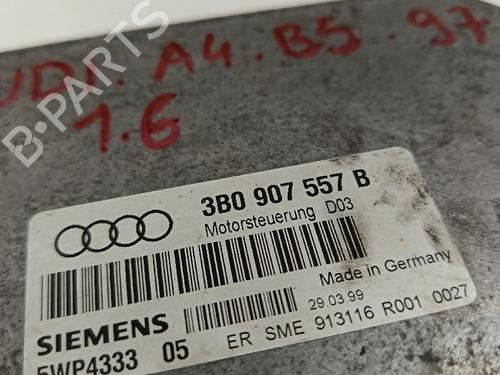 UDI. A4. B5. 97
1.6
B-PARTS
3B0 907 557 B
Motorsteuerung D03
Made in Germany
29.03.99
SIEMENS
5WP4333 05
ER SME 913116 R001 0027